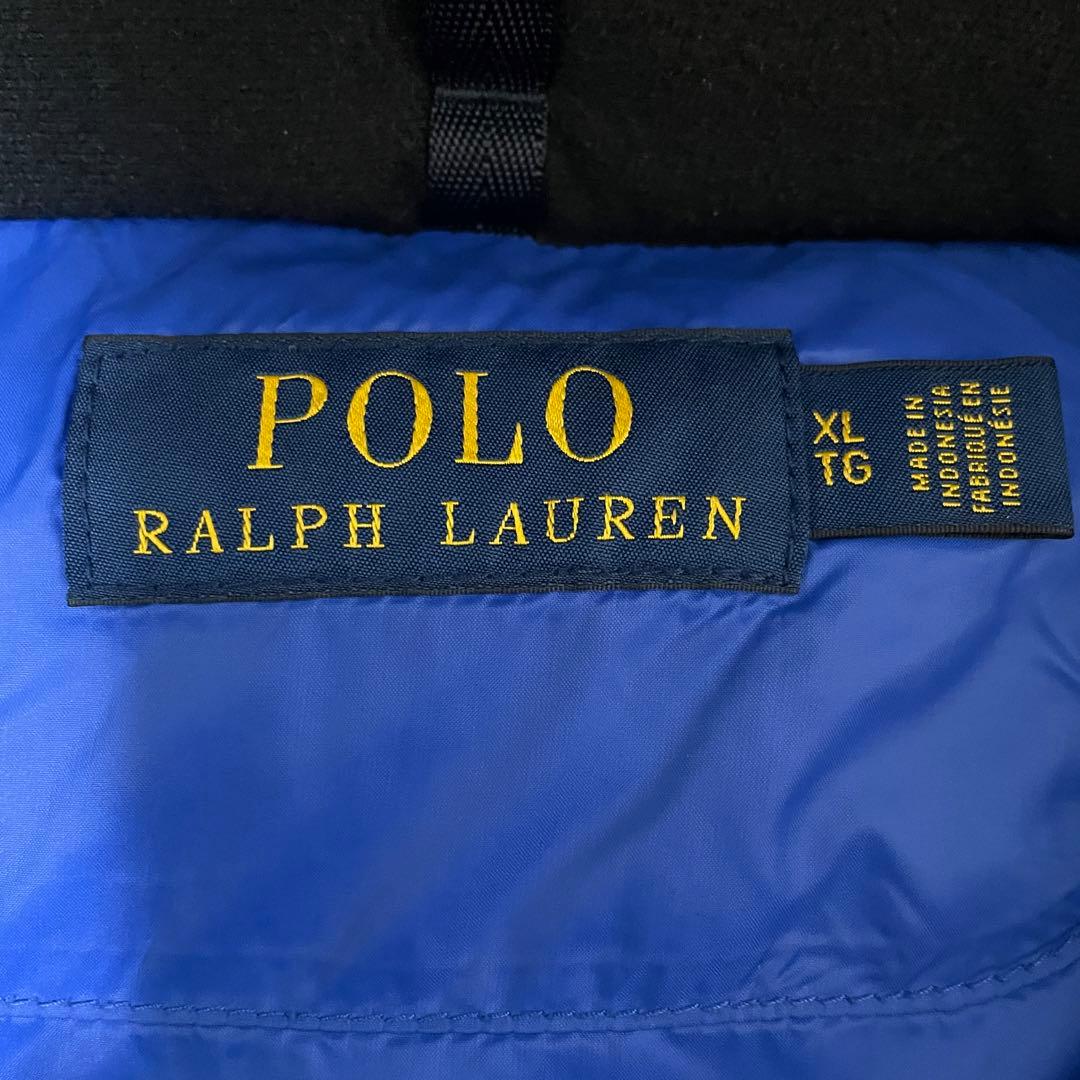 POLO
RALPH LAUREN
XL
TG
MADE IN
INDONESIA
FABRIQUÉ EN
INDONÉSIE